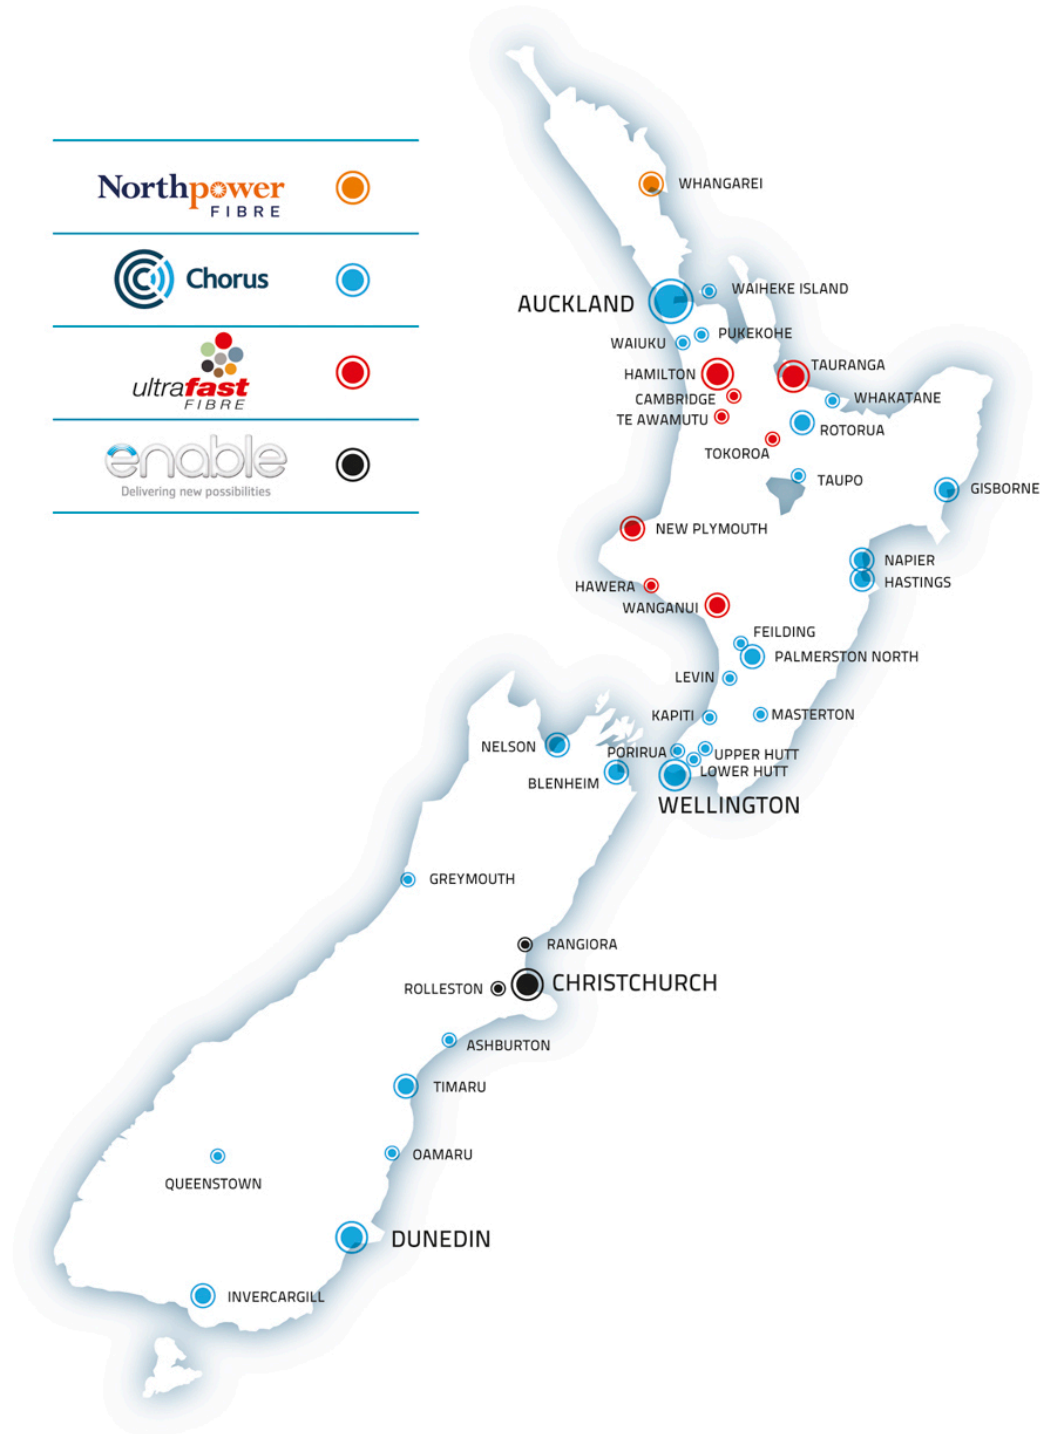 Northpower
FIBRE
Chorus
ultrafast
FIBRE
enable
Delivering new possibilities
WHANGAREI
WAIHEKE ISLAND
AUCKLAND
PUKEKOHE
WAIUKU
TAURANGA
HAMILTON
CAMBRIDGE
WHAKATANE
TE AWAMUTU
ROTORUA
TOKOROA
TAUPO
GISBORNE
NEW PLYMOUTH
NAPIER
HASTINGS
HAWERA
WANGANUI
FEILDING
PALMERSTON NORTH
LEVIN
KAPITI
MASTERTON
NELSON
PORIRUA
UPPER HUTT
LOWER HUTT
BLENHEIM
WELLINGTON
GREYMOUTH
RANGIORA
CHRISTCHURCH
ROLLESTON
ASHBURTON
TIMARU
OAMARU
QUEENSTOWN
DUNEDIN
INVERCARGILL